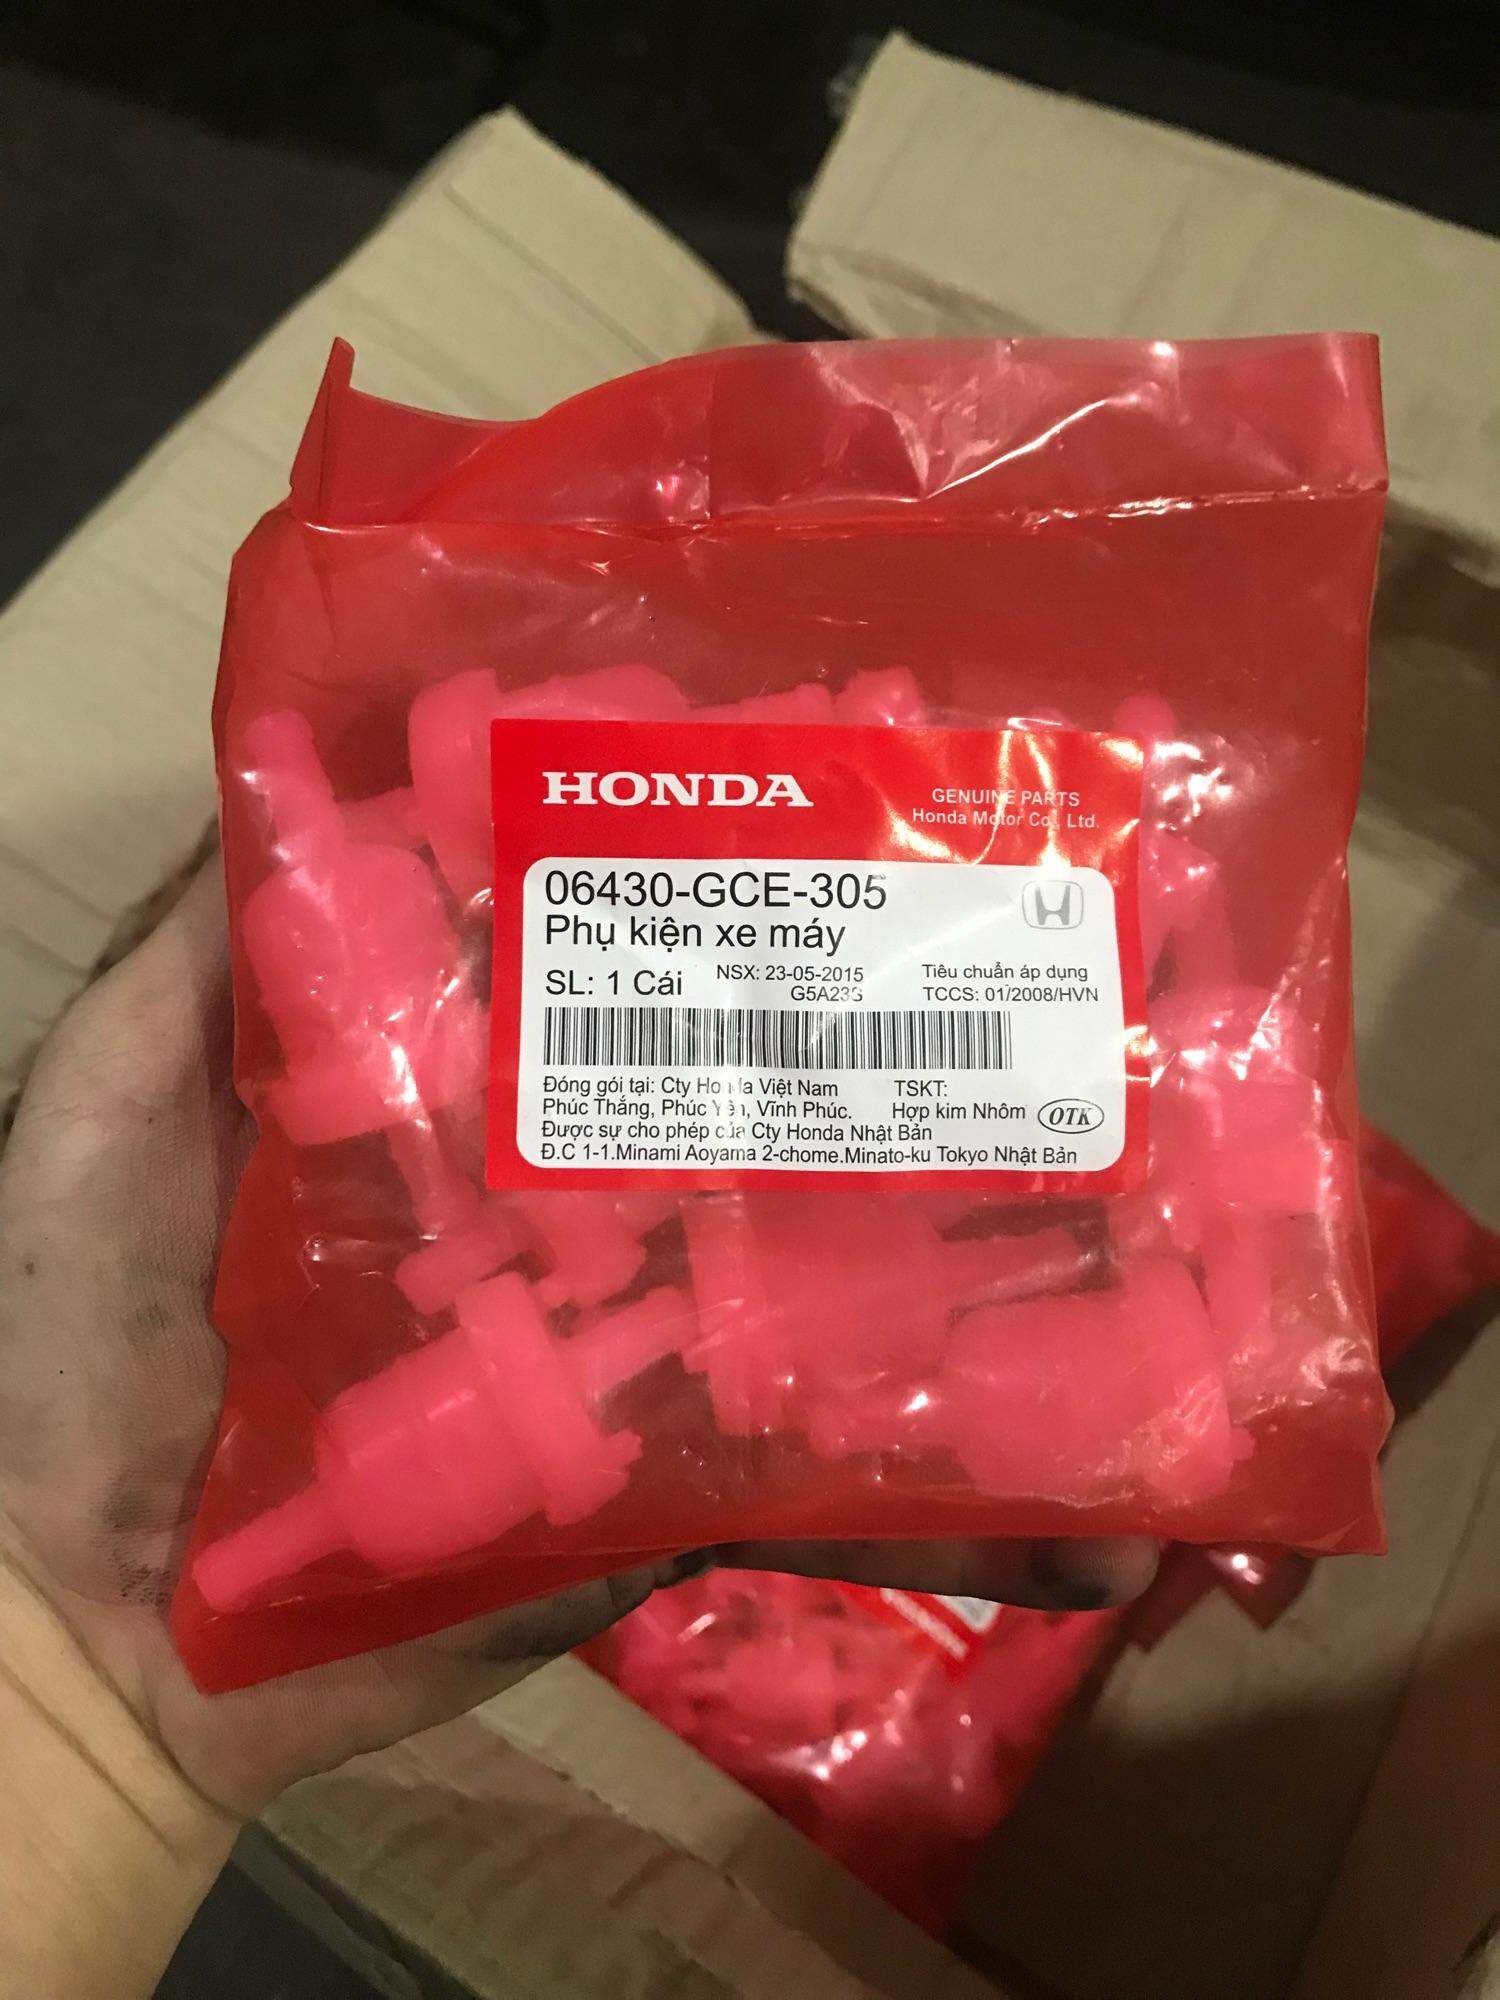 HONDA
GENUINE PARTS
Honda Motor Co., Ltd.
06430-GCE-305
Phụ kiện xe máy
SL: 1 Cái
NSX: 23-05-2015
G5A23S
Tiêu chuẩn áp dụng
TCCS: 01/2008/HVN
Đóng gói tại: Cty Honda Việt Nam
TSKT:
Phúc Thắng, Phúc Yên, Vĩnh Phúc.
Hợp kim Nhôm
OTK
Được sự cho phép của Cty Honda Nhật Bản
Đ.C 1-1.Minami Aoyama 2-chome.Minato-ku Tokyo Nhật Bản